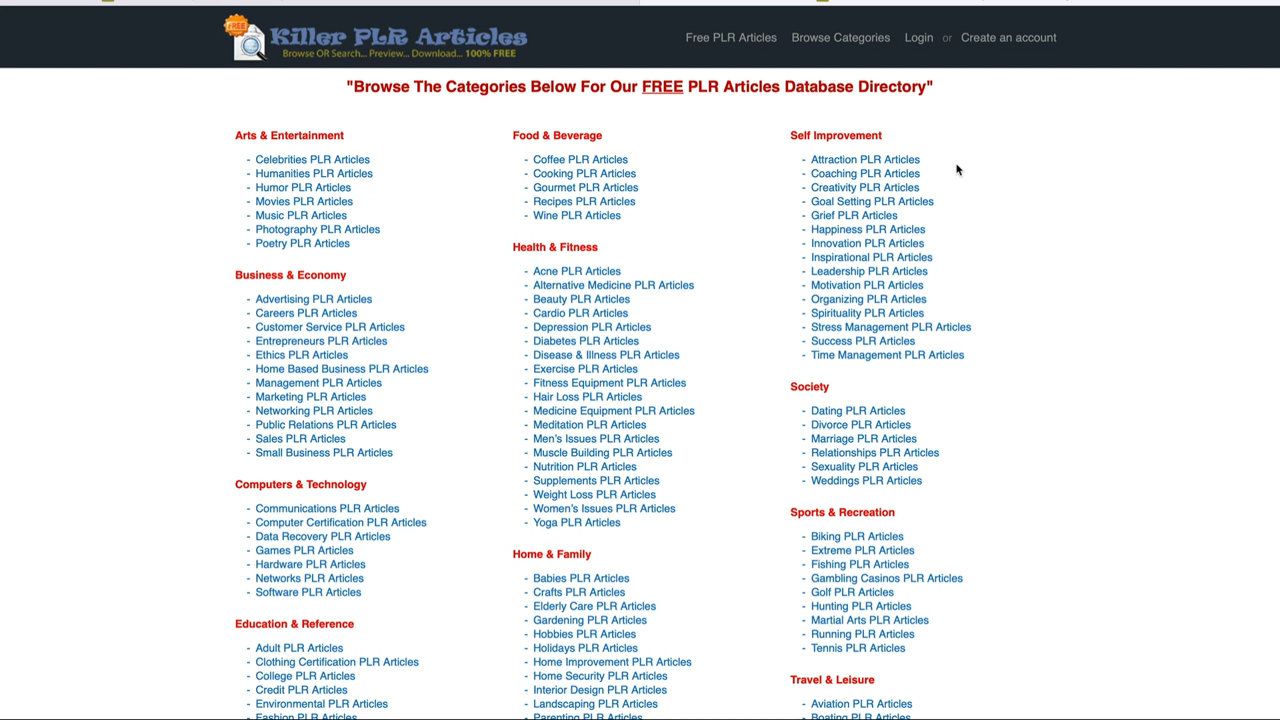 FREE
Killer PLR Articles
Browse OR Search... Preview... Download... 100% FREE
Free PLR Articles
Browse Categories
Login or Create an account
"Browse The Categories Below For Our FREE PLR Articles Database Directory"
Arts & Entertainment
- Celebrities PLR Articles
- Humanities PLR Articles
- Humor PLR Articles
- Movies PLR Articles
- Music PLR Articles
- Photography PLR Articles
- Poetry PLR Articles
Business & Economy
- Advertising PLR Articles
- Careers PLR Articles
- Customer Service PLR Articles
- Entrepreneurs PLR Articles
- Ethics PLR Articles
- Home Based Business PLR Articles
- Management PLR Articles
- Marketing PLR Articles
- Networking PLR Articles
- Public Relations PLR Articles
- Sales PLR Articles
- Small Business PLR Articles
Computers & Technology
- Communications PLR Articles
- Computer Certification PLR Articles
- Data Recovery PLR Articles
- Games PLR Articles
- Hardware PLR Articles
- Networks PLR Articles
- Software PLR Articles
Education & Reference
- Adult PLR Articles
- Clothing Certification PLR Articles
- College PLR Articles
- Credit PLR Articles
- Environmental PLR Articles
- Fashion PLR Articles
Food & Beverage
- Coffee PLR Articles
- Cooking PLR Articles
- Gourmet PLR Articles
- Recipes PLR Articles
- Wine PLR Articles
Health & Fitness
- Acne PLR Articles
- Alternative Medicine PLR Articles
- Beauty PLR Articles
- Cardio PLR Articles
- Depression PLR Articles
- Diabetes PLR Articles
- Disease & Illness PLR Articles
- Exercise PLR Articles
- Fitness Equipment PLR Articles
- Hair Loss PLR Articles
- Medicine Equipment PLR Articles
- Meditation PLR Articles
- Men's Issues PLR Articles
- Muscle Building PLR Articles
- Nutrition PLR Articles
- Supplements PLR Articles
- Weight Loss PLR Articles
- Women's Issues PLR Articles
- Yoga PLR Articles
Home & Family
- Babies PLR Articles
- Crafts PLR Articles
- Elderly Care PLR Articles
- Gardening PLR Articles
- Hobbies PLR Articles
- Holidays PLR Articles
- Home Improvement PLR Articles
- Home Security PLR Articles
- Interior Design PLR Articles
- Landscaping PLR Articles
- Parenting PLR Articles
Self Improvement
- Attraction PLR Articles
- Coaching PLR Articles
- Creativity PLR Articles
- Goal Setting PLR Articles
- Grief PLR Articles
- Happiness PLR Articles
- Innovation PLR Articles
- Inspirational PLR Articles
- Leadership PLR Articles
- Motivation PLR Articles
- Organizing PLR Articles
- Spirituality PLR Articles
- Stress Management PLR Articles
- Success PLR Articles
- Time Management PLR Articles
Society
- Dating PLR Articles
- Divorce PLR Articles
- Marriage PLR Articles
- Relationships PLR Articles
- Sexuality PLR Articles
- Weddings PLR Articles
Sports & Recreation
- Biking PLR Articles
- Extreme PLR Articles
- Fishing PLR Articles
- Gambling Casinos PLR Articles
- Golf PLR Articles
- Hunting PLR Articles
- Martial Arts PLR Articles
- Running PLR Articles
- Tennis PLR Articles
Travel & Leisure
- Aviation PLR Articles
- Boating PLR Articles